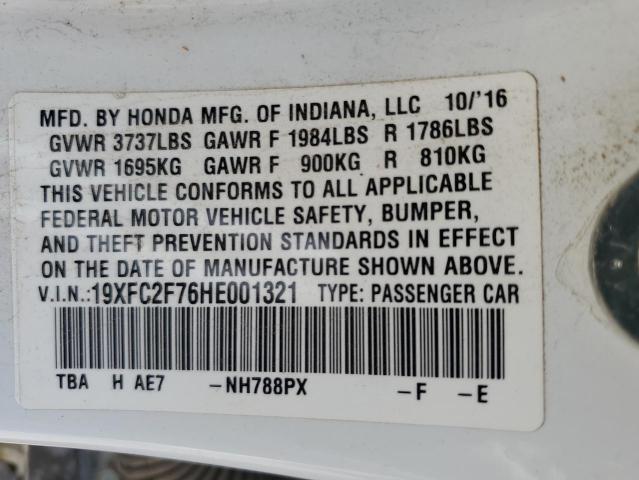 MFD. BY HONDA MFG. OF INDIANA, LLC 10/'16
GVWR 3737LBS GAWR F 1984LBS R 1786LBS
GVWR 1695KG GAWR F 900KG R 810KG
THIS VEHICLE CONFORMS TO ALL APPLICABLE
FEDERAL MOTOR VEHICLE SAFETY, BUMPER,
AND THEFT PREVENTION STANDARDS IN EFFECT
ON THE DATE OF MANUFACTURE SHOWN ABOVE.
V.I.N.:19XFC2F76HE001321 TYPE: PASSENGER CAR
TBA H AE7 -NH788PX -F -E